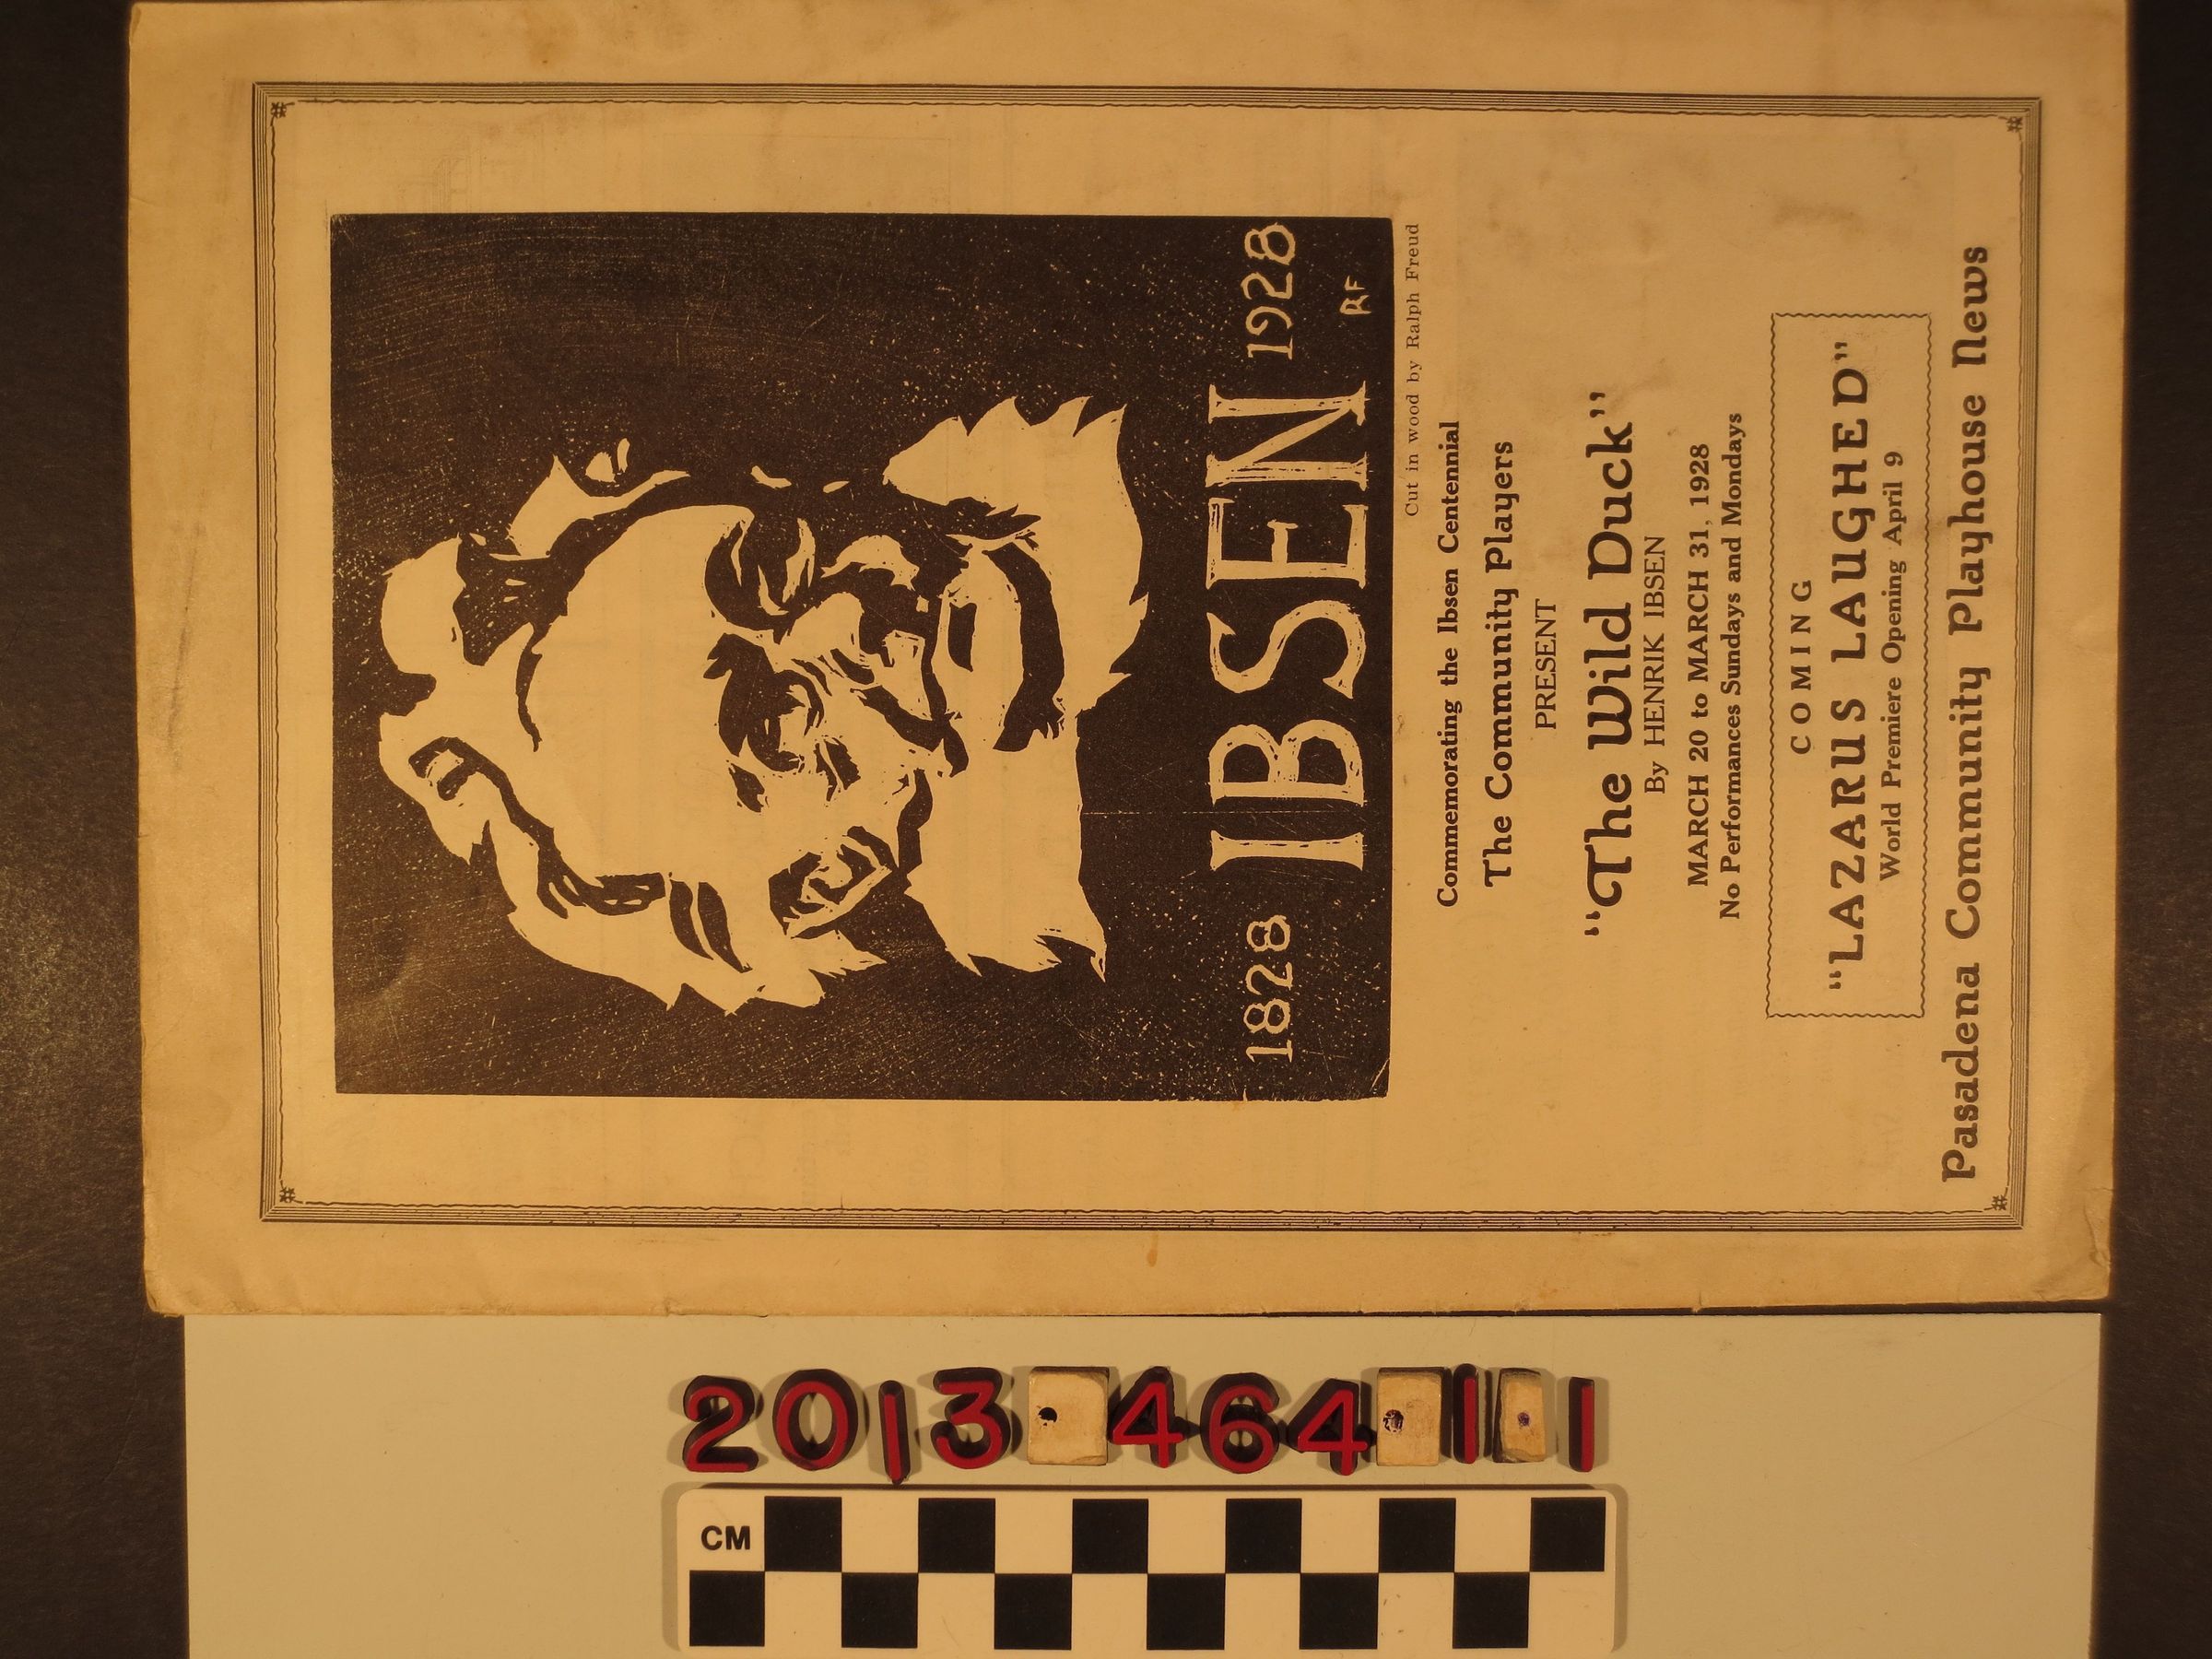 1828 IBSEN 1928
RF
Cut in wood by Ralph Freud
Commemorating the Ibsen Centennial
The Community Players
PRESENT
"The Wild Duck"
By HENRIK IBSEN
MARCH 20 to MARCH 31, 1928
No Performances Sundays and Mondays
COMING
"LAZARUS LAUGHED"
World Premiere Opening April 9
Pasadena Community Playhouse News
2013.464.1.1
CM